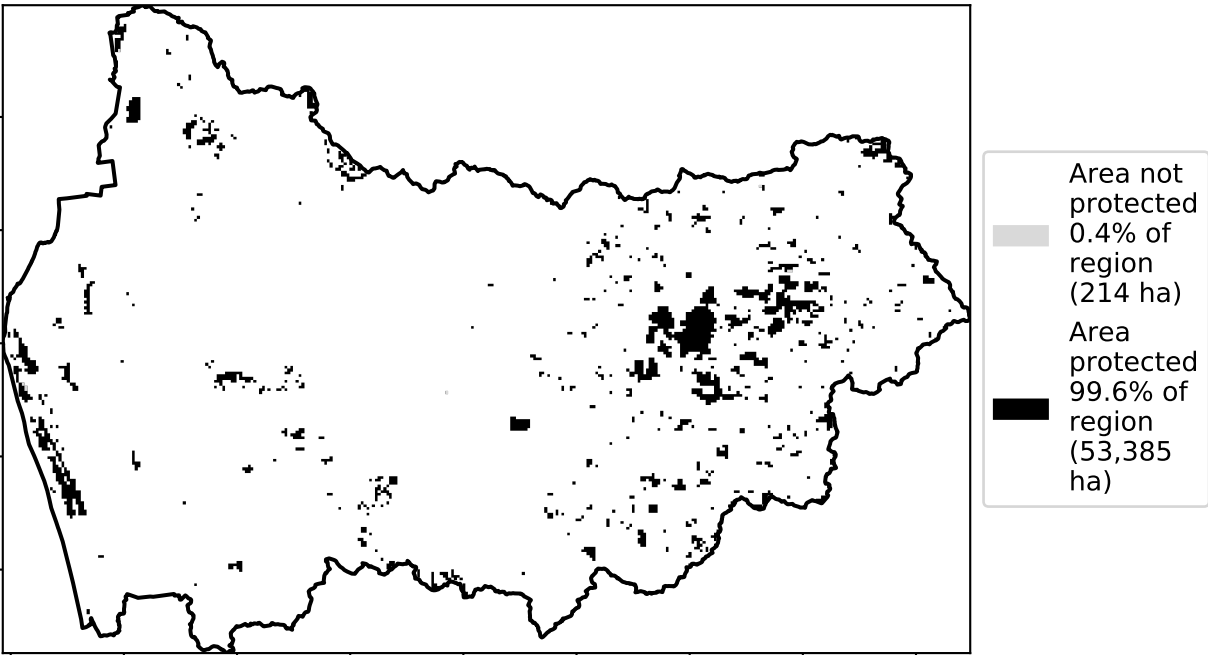 Area not
protected
0.4% of
region
(214 ha)
Area
protected
99.6% of
region
(53,385
ha)